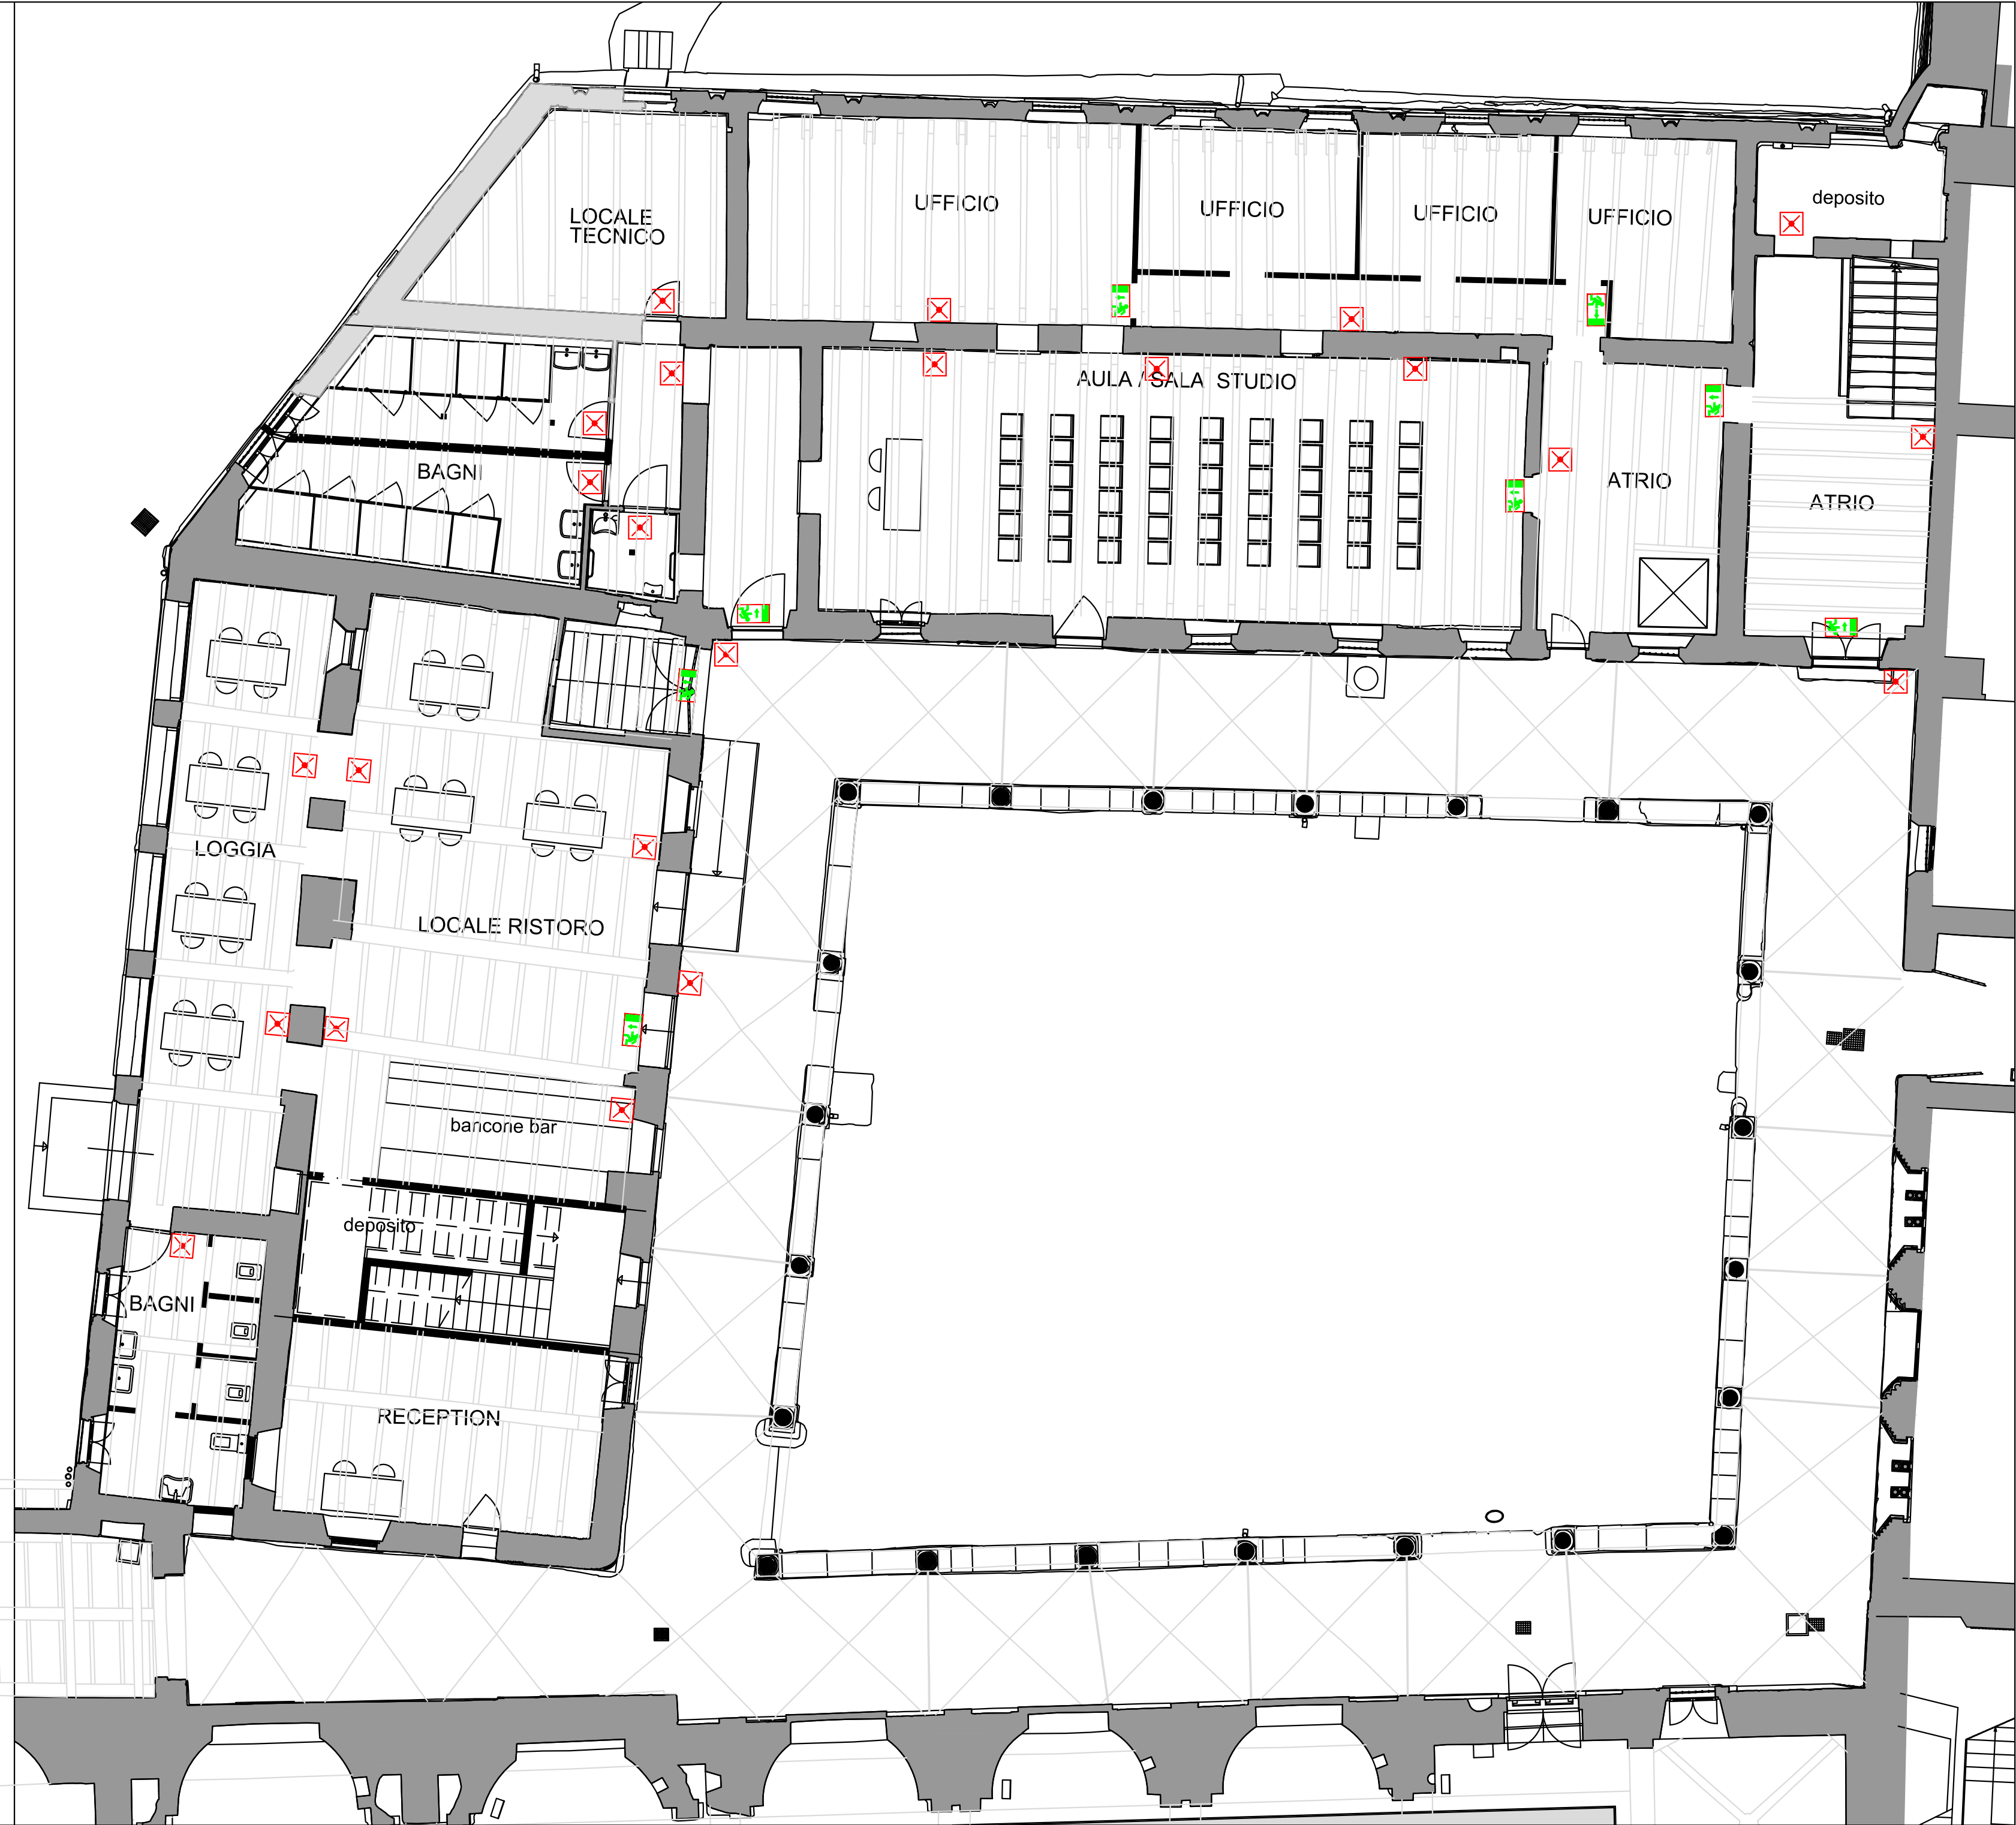 LOCALE
TECNICO
UFFICIO
UFFICIO
UFFICIO
UFFICIO
deposito
AULA / SALA STUDIO
BAGNI
ATRIO
ATRIO
LOGGIA
LOCALE RISTORO
bancone bar
deposito
BAGNI
RECEPTION